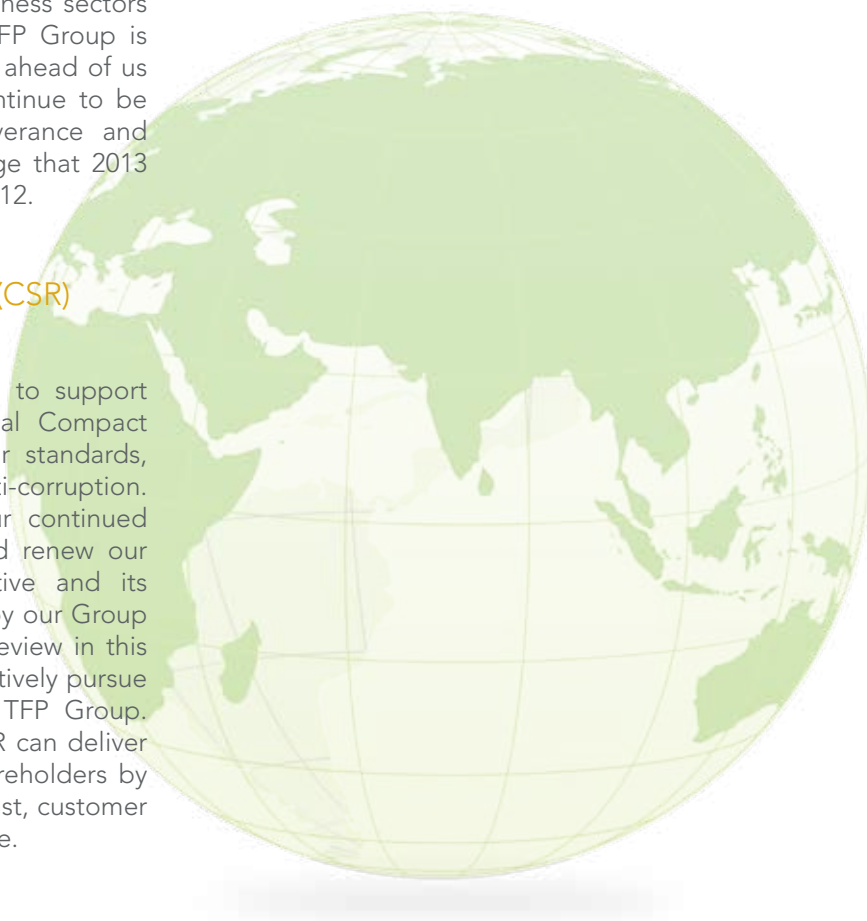 ness sectors
FP Group is
ahead of us
ntinue to be
verance and
ge that 2013
12.
(CSR)
to support
al Compact
r standards,
ti-corruption.
ur continued
d renew our
tive and its
by our Group
eview in this
tively pursue
TFP Group.
R can deliver
reholders by
st, customer
e.